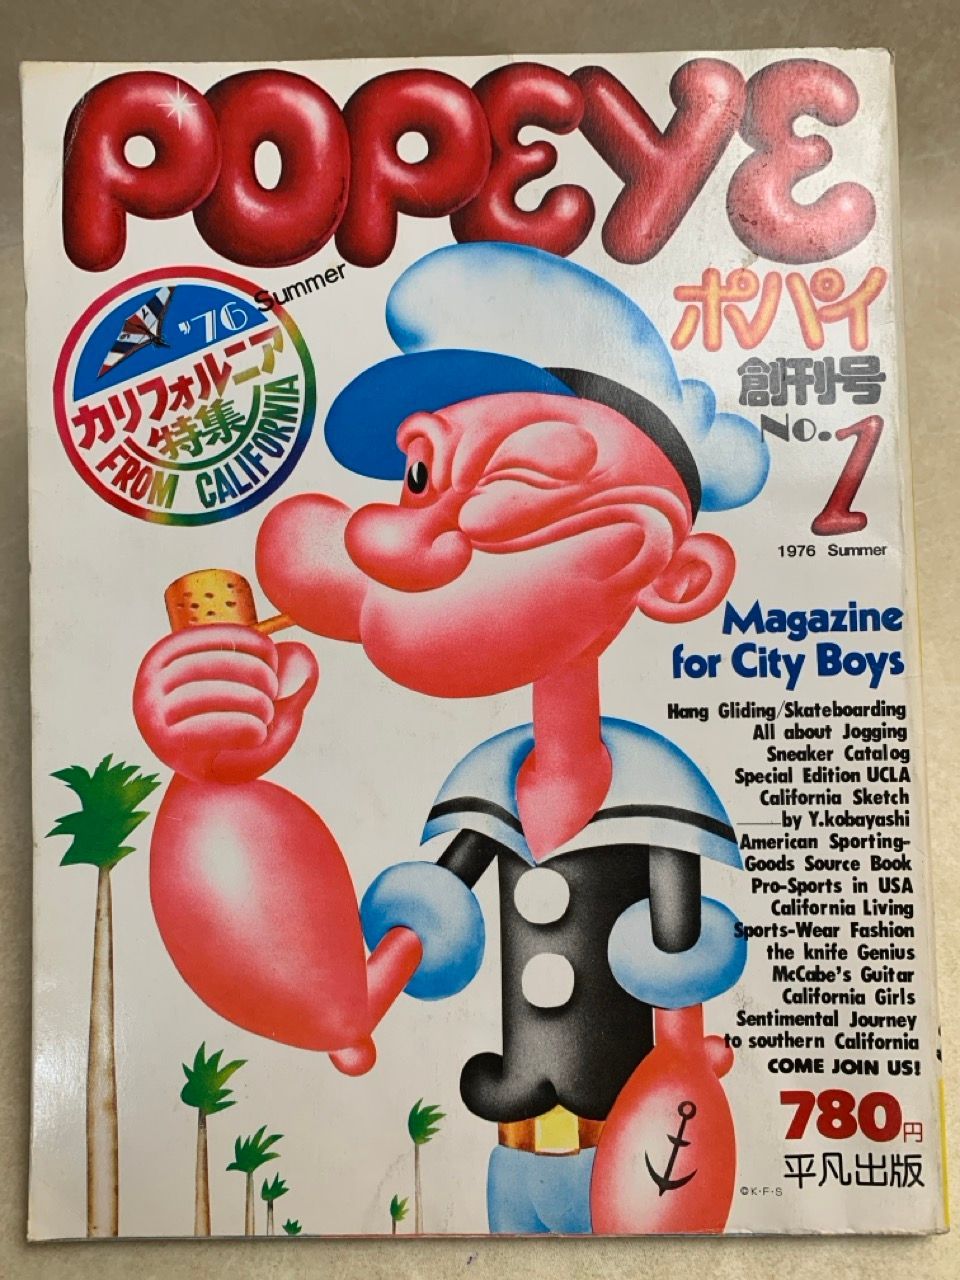 POPEYE
ポパイ
創刊号
No.1
1976 Summer
'76 Summer
カリフォルニア
特集
FROM CALIFORNIA
Magazine
for City Boys
Hang Gliding/Skateboarding
All about Jogging
Sneaker Catalog
Special Edition UCLA
California Sketch
by Y.kobayashi
American Sporting-
Goods Source Book
Pro-Sports in USA
California Living
Sports-Wear Fashion
the knife Genius
McCabe's Guitar
California Girls
Sentimental Journey
to southern California
COME JOIN US!
780円
平凡出版
©K·F·S